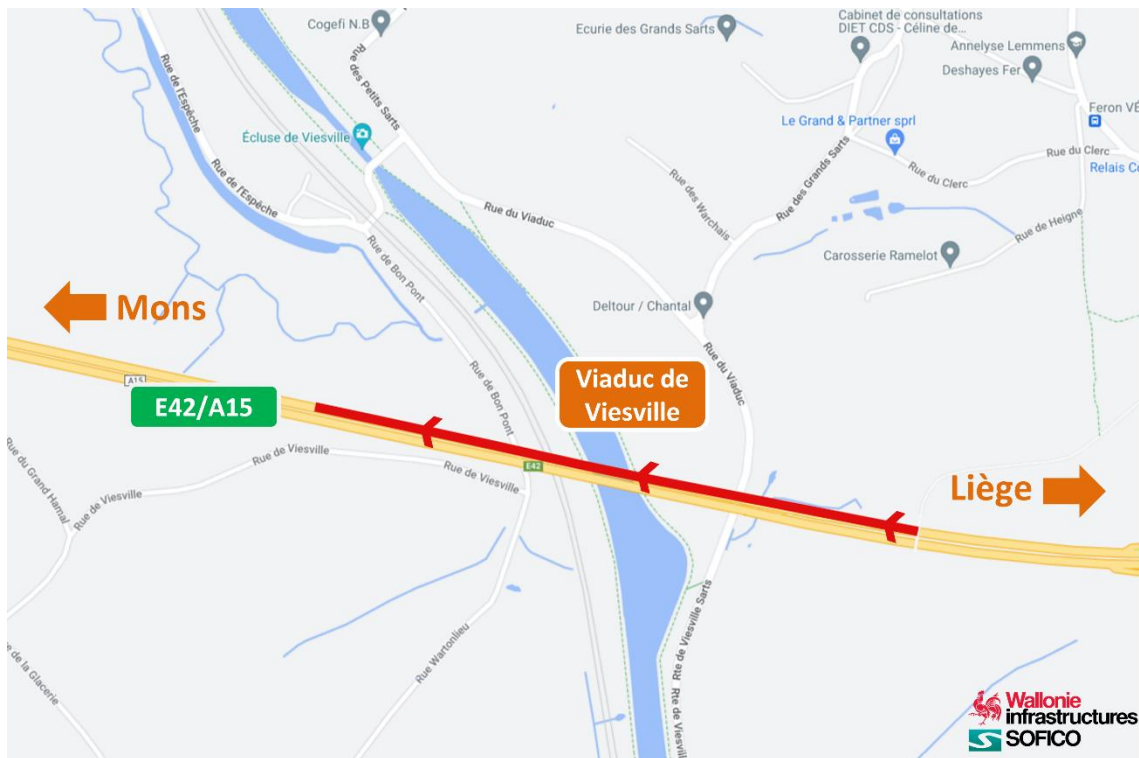 Cogefi N.B
Ecurie des Grands Sarts
Cabinet de consultations
DIET CDS - Céline de...
Annelyse Lemmens
Deshayes Fer
Rue de l'Espêche
Rue des Petits Sarts
Feron VÉ
Le Grand & Partner sprl
Écluse de Viesville
Rue du Clerc
Relais Co
Rue de l'Espêche
Rue des Grands Sarts
Rue du Clerc
Rue des Warchais
Rue du Viaduc
Rue de Heigne
Rue de Bon Pont
Carosserie Ramelot
Mons
Deltour / Chantal
Rue du Viaduc
A15
E42/A15
Rue de Bon Pont
Viaduc de
Viesville
Rue du Grand Hamal
Rue de Viesville
Rue de Viesville
E42
Rue de Viesville
Liège
Rte de Viesville Sarts
Rue Wartonlieu
e de la Glacerie
Rte de Viesville
Wallonie
infrastructures
SOFICO